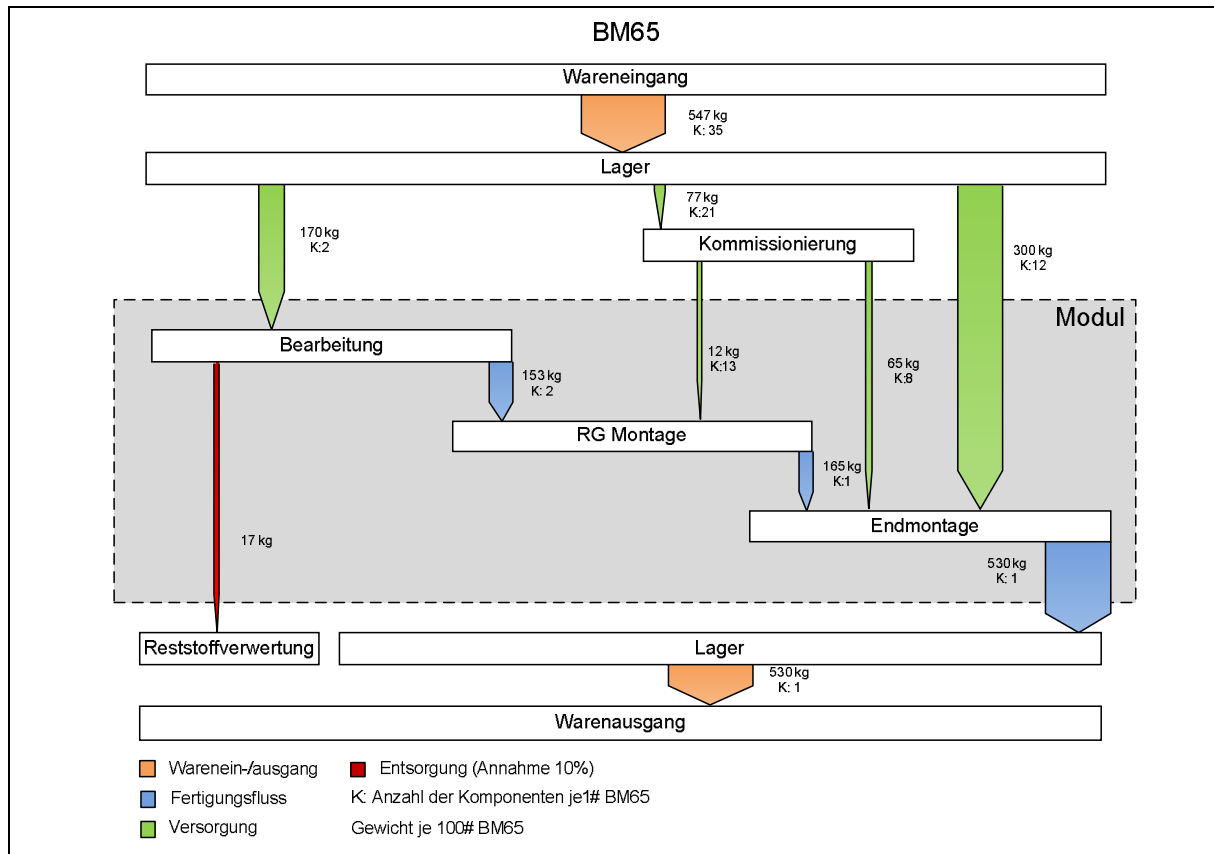 BM65
Wareneingang
547 kg
K: 35
Lager
170 kg
K:2
77 kg
K:21
Kommissionierung
300 kg
K:12
Modul
Bearbeitung
153 kg
K: 2
12 kg
K:13
65 kg
K:8
RG Montage
165 kg
K:1
17 kg
Endmontage
530 kg
K: 1
Reststoffverwertung
Lager
530 kg
K: 1
Warenausgang
Warenein-/ausgang
Entsorgung (Annahme 10%)
Fertigungsfluss
K: Anzahl der Komponenten je1# BM65
Versorgung
Gewicht je 100# BM65